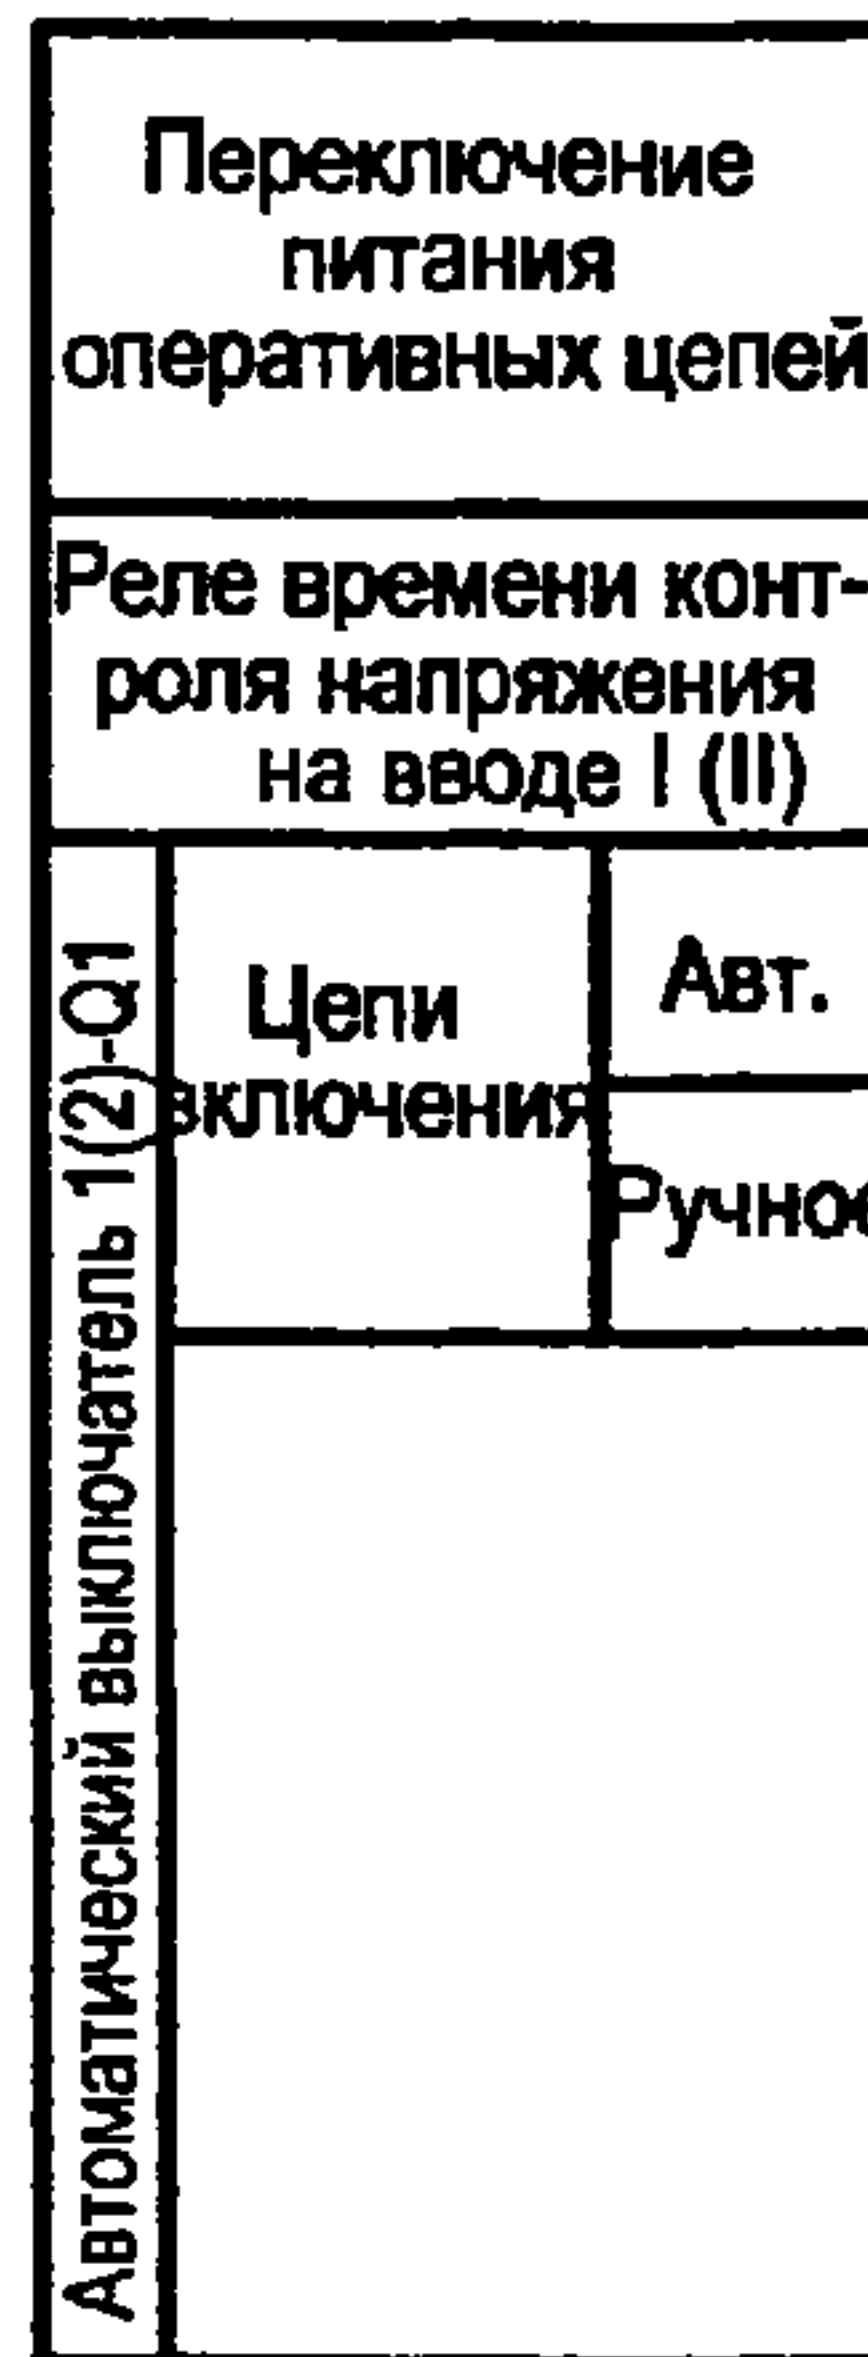 Переключение
питания
оперативных цепей
Реле времени конт-
роля напряжения
на вводе I (II)
Автоматический выключатель 1(2)-Q1
Цепи
включения
Авт.
Ручное